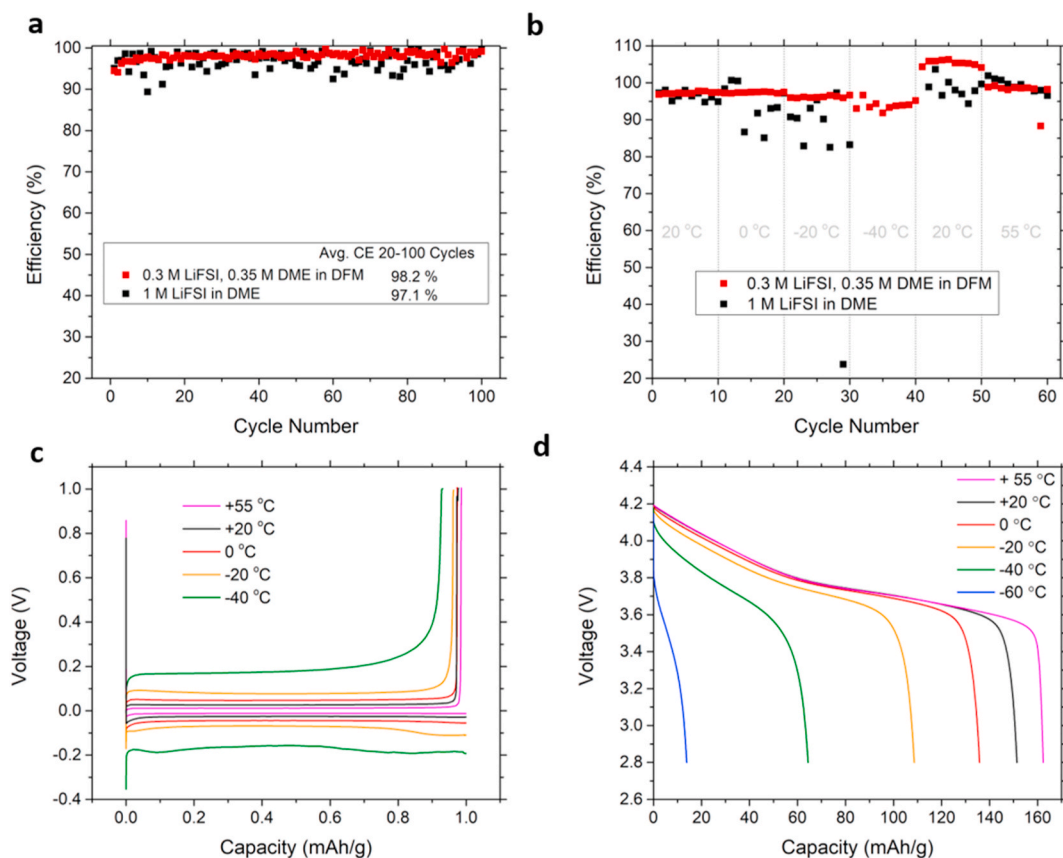 a
100
90
80
70
60
50
40
30
20
Efficiency (%)
Avg. CE 20-100 Cycles
0.3 M LiFSI, 0.35 M DME in DFM 98.2 %
1 M LiFSI in DME 97.1 %
0 20 40 60 80 100
Cycle Number
b
110
100
90
80
70
60
50
40
30
20
Efficiency (%)
20 °C 0 °C -20 °C -40 °C 20 °C 55 °C
0.3 M LiFSI, 0.35 M DME in DFM
1 M LiFSI in DME
0 10 20 30 40 50 60
Cycle Number
c
1.0
0.8
0.6
0.4
0.2
0.0
-0.2
-0.4
Voltage (V)
+55 °C
+20 °C
0 °C
-20 °C
-40 °C
0.0 0.2 0.4 0.6 0.8 1.0
Capacity (mAh/g)
d
4.4
4.2
4.0
3.8
3.6
3.4
3.2
3.0
2.8
2.6
Voltage (V)
+ 55 °C
+20 °C
0 °C
-20 °C
-40 °C
-60 °C
0 20 40 60 80 100 120 140 160
Capacity (mAh/g)